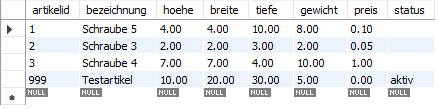 artikelid bezeichnung hoehe breite tiefe gewicht preis status
1 Schraube 5 4.00 4.00 10.00 8.00 0.10
2 Schraube 3 2.00 2.00 3.00 2.00 0.05
3 Schraube 4 7.00 7.00 4.00 10.00 1.00
999 Testartikel 10.00 20.00 30.00 5.00 0.00 aktiv
NULL NULL NULL NULL NULL NULL NULL NULL